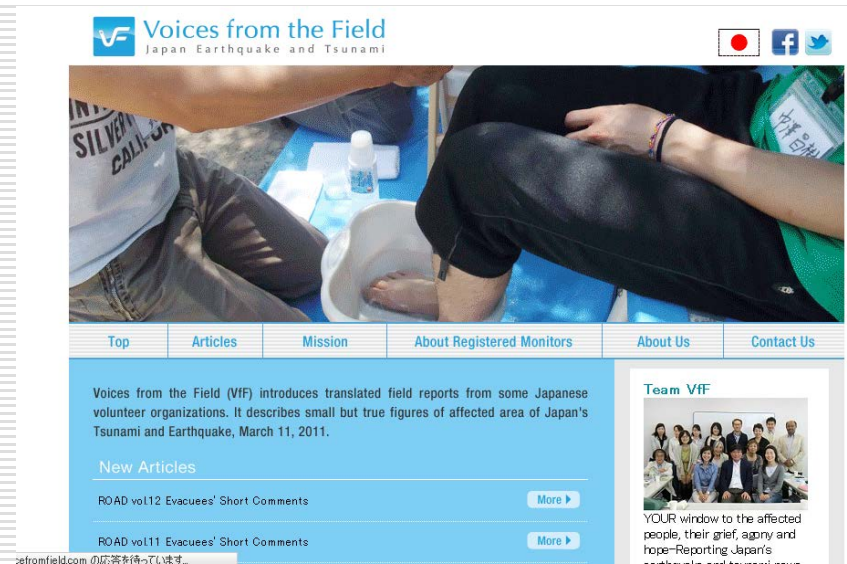 Voices from the Field
Japan Earthquake and Tsunami
SILVER
Top Articles Mission About Registered Monitors About Us Contact Us
Voices from the Field (VfF) introduces translated field reports from some Japanese
volunteer organizations. It describes small but true figures of affected area of Japan's
Tsunami and Earthquake, March 11, 2011.
New Articles
ROAD vol.12 Evacuees' Short Comments More
ROAD vol.11 Evacuees' Short Comments More
Team VfF
YOUR window to the affected
people, their grief, agony and
hope-Reporting Japan's
earthquake and tsunami news
cefromfield.com の応答を待っています...